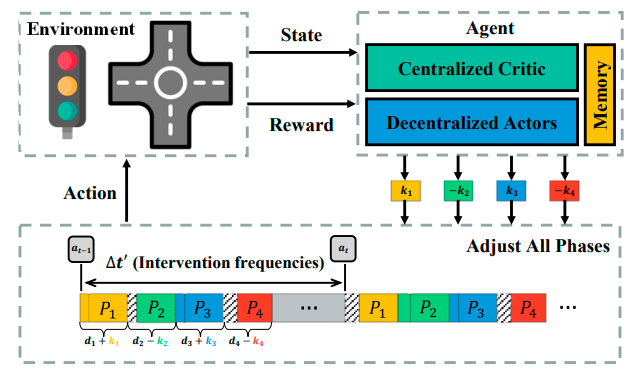 Environment
State
Reward
Action
Agent
Centralized Critic
Decentralized Actors
Memory
k₁ −k₂ k₃ −k₄
Adjust All Phases
aₜ₋₁ aₜ
Δt′ (Intervention frequencies)
P₁ P₂ P₃ P₄ ... P₁ P₂ P₃ P₄ ...
d₁ + k₁ d₂ − k₂ d₃ + k₃ d₄ − k₄